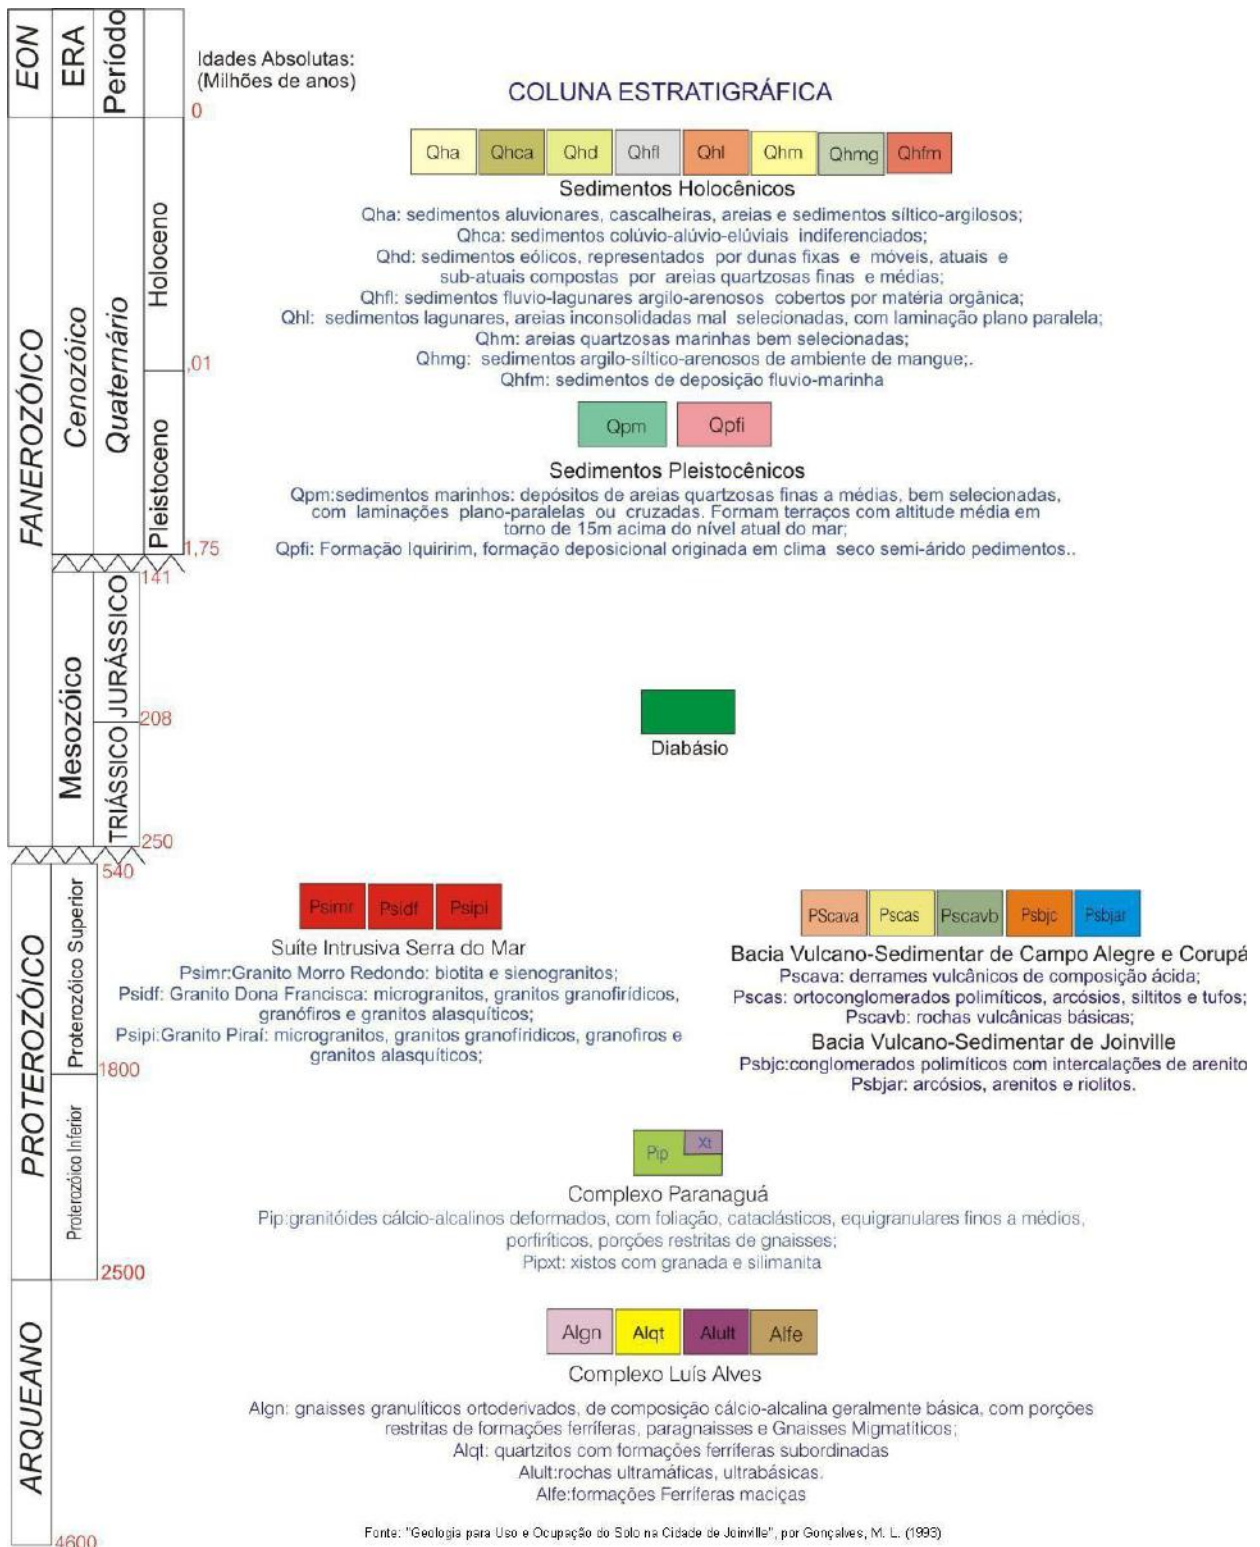 EON
ERA
Período
Idades Absolutas:
(Milhões de anos)
0
COLUNA ESTRATIGRÁFICA
FANEROZÓICO
Cenozóico
Quaternário
Holoceno
Qha Qhca Qhd Qhfl Qhl Qhm Qhmg Qhfm
Sedimentos Holocênicos
Qha: sedimentos aluvionares, cascalheiras, areias e sedimentos síltico-argilosos;
Qhca: sedimentos colúvio-alúvio-elúviais indiferenciados;
Qhd: sedimentos eólicos, representados por dunas fixas e móveis, atuais e
sub-atuais compostas por areias quartzosas finas e médias;
Qhfl: sedimentos fluvio-lagunares argilo-arenosos cobertos por matéria orgânica;
Qhl: sedimentos lagunares, areias inconsolidadas mal selecionadas, com laminação plano paralela;
Qhm: areias quartzosas marinhas bem selecionadas;
Qhmg: sedimentos argilo-síltico-arenosos de ambiente de mangue;.
Qhfm: sedimentos de deposição fluvio-marinha
,01
Pleistoceno
Qpm Qpfi
Sedimentos Pleistocênicos
Qpm:sedimentos marinhos: depósitos de areias quartzosas finas a médias, bem selecionadas,
com laminações plano-paralelas ou cruzadas. Formam terraços com altitude média em
torno de 15m acima do nível atual do mar;
Qpfi: Formação Iquiririm, formação deposicional originada em clima seco semi-árido pedimentos..
1,75
141
Mesozóico
JURÁSSICO
208
Diabásio
TRIÁSSICO
250
540
PROTEROZÓICO
Proterozóico Superior
Psimr Psidf Psipi
Suíte Intrusiva Serra do Mar
Psimr:Granito Morro Redondo: biotita e sienogranitos;
Psidf: Granito Dona Francisca: microgranitos, granitos granofirídicos,
granófiros e granitos alasquíticos;
Psipi:Granito Piraí: microgranitos, granitos granofíridicos, granofiros e
granitos alasquíticos;
PScava Pscas Pscavb Psbjc Psbjar
Bacia Vulcano-Sedimentar de Campo Alegre e Corupá
Pscava: derrames vulcânicos de composição ácida;
Pscas: ortoconglomerados polimíticos, arcósios, siltitos e tufos;
Pscavb: rochas vulcânicas básicas;
Bacia Vulcano-Sedimentar de Joinville
Psbjc:conglomerados polimíticos com intercalações de arenito
Psbjar: arcósios, arenitos e riolitos.
1800
Proterozóico Inferior
Pip Xt
Complexo Paranaguá
Pip:granitóides cálcio-alcalinos deformados, com foliação, cataclásticos, equigranulares finos a médios,
porfiríticos, porções restritas de gnaisses;
Pipxt: xistos com granada e silimanita
2500
ARQUEANO
Algn Alqt Alult Alfe
Complexo Luís Alves
Algn: gnaisses granulíticos ortoderivados, de composição cálcio-alcalina geralmente básica, com porções
restritas de formações ferríferas, paragnaisses e Gnaisses Migmatíticos;
Alqt: quartzitos com formações ferríferas subordinadas
Alult:rochas ultramáficas, ultrabásicas.
Alfe:formações Ferríferas maciças
4600
Fonte: "Geologia para Uso e Ocupação do Solo na Cidade de Joinville", por Gonçalves, M. L. (1993)